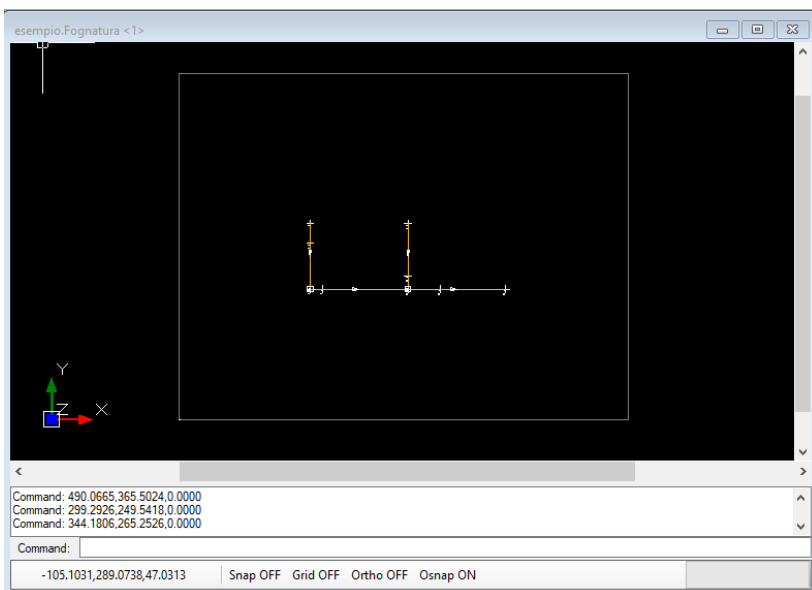 esempio.Fognatura <1>
Y
Z
X
Command: 490.0665,365.5024,0.0000
Command: 299.2926,249.5418,0.0000
Command: 344.1806,265.2526,0.0000
Command:
-105.1031,289.0738,47.0313 Snap OFF Grid OFF Ortho OFF Osnap ON